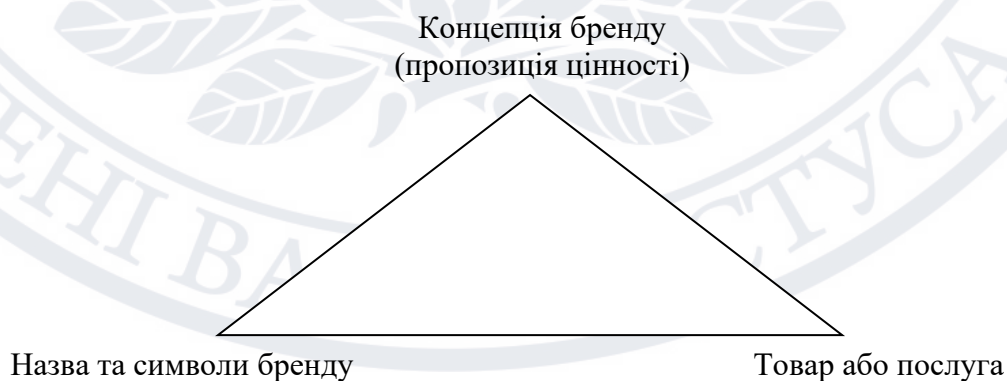 Концепція бренду
(пропозиція цінності)
Назва та символи бренду
Товар або послуга